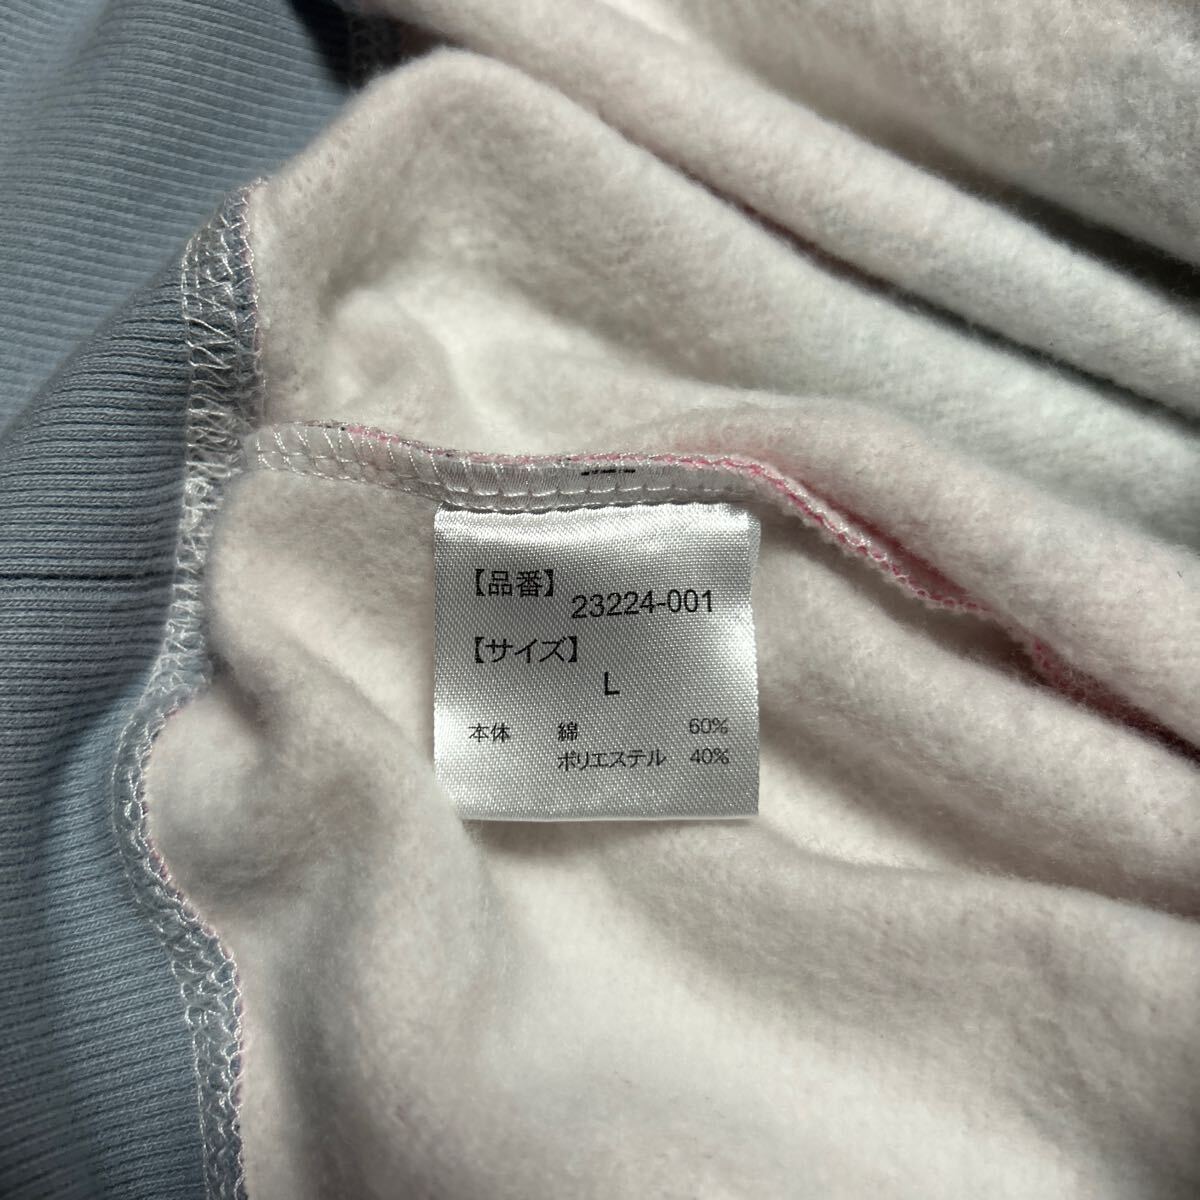 【品番】
23224-001
【サイズ】
L
本体 綿 60%
ポリエステル 40%